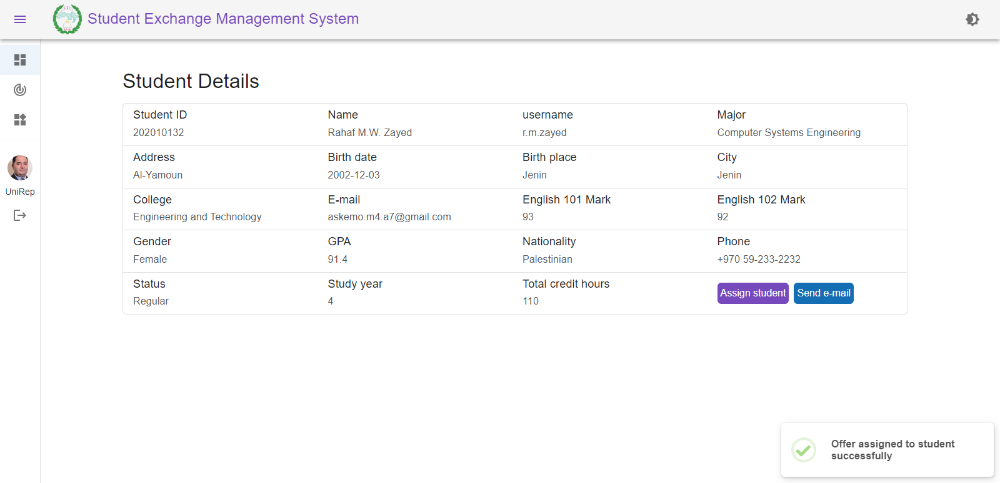 Student Exchange Management System
UniRep
Student Details
Student ID
Name
username
Major
202010132
Rahaf M.W. Zayed
r.m.zayed
Computer Systems Engineering
Address
Birth date
Birth place
City
Al-Yamoun
2002-12-03
Jenin
Jenin
College
E-mail
English 101 Mark
English 102 Mark
Engineering and Technology
askemo.m4.a7@gmail.com
93
92
Gender
GPA
Nationality
Phone
Female
91.4
Palestinian
+970 59-233-2232
Status
Study year
Total credit hours
Regular
4
110
Assign student
Send e-mail
Offer assigned to student
successfully